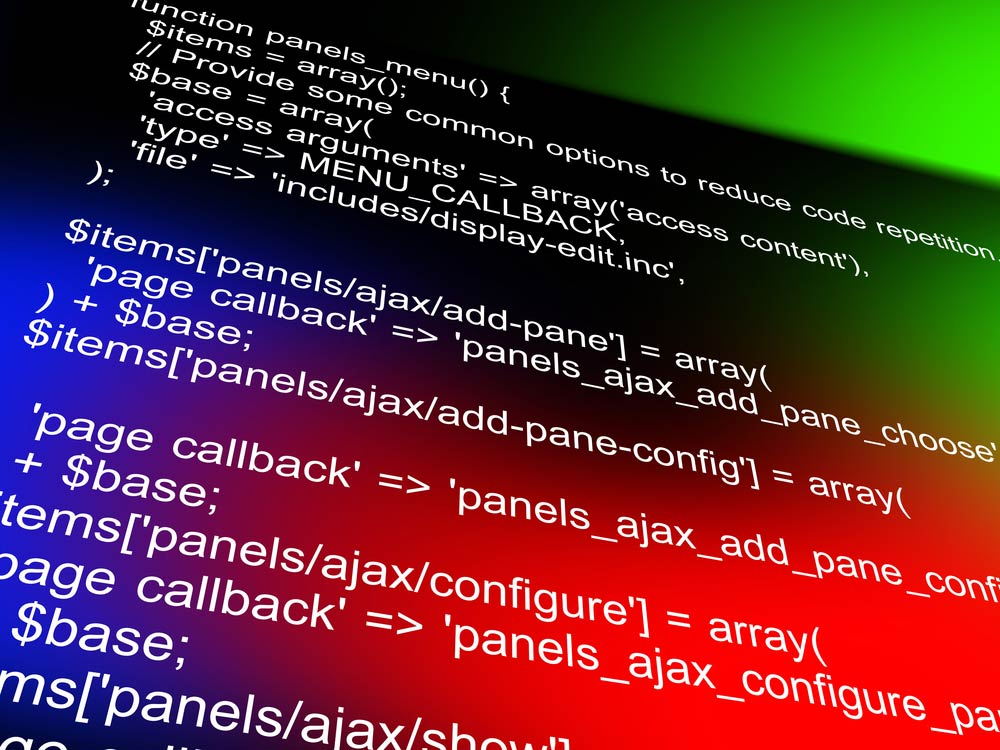 function panels_menu() {
$items = array();
// Provide some common options to reduce code repetition.
$base = array(
'access arguments' => array('access content'),
'type' => MENU_CALLBACK,
'file' => 'includes/display-edit.inc',
);
$items['panels/ajax/add-pane'] = array(
'page callback' => 'panels_ajax_add_pane_choose'
) + $base;
$items['panels/ajax/add-pane-config'] = array(
'page callback' => 'panels_ajax_add_pane_confi
+ $base;
tems['panels/ajax/configure'] = array(
page callback' => 'panels_ajax_configure_pa
$base;
ms['panels/ajax/show']